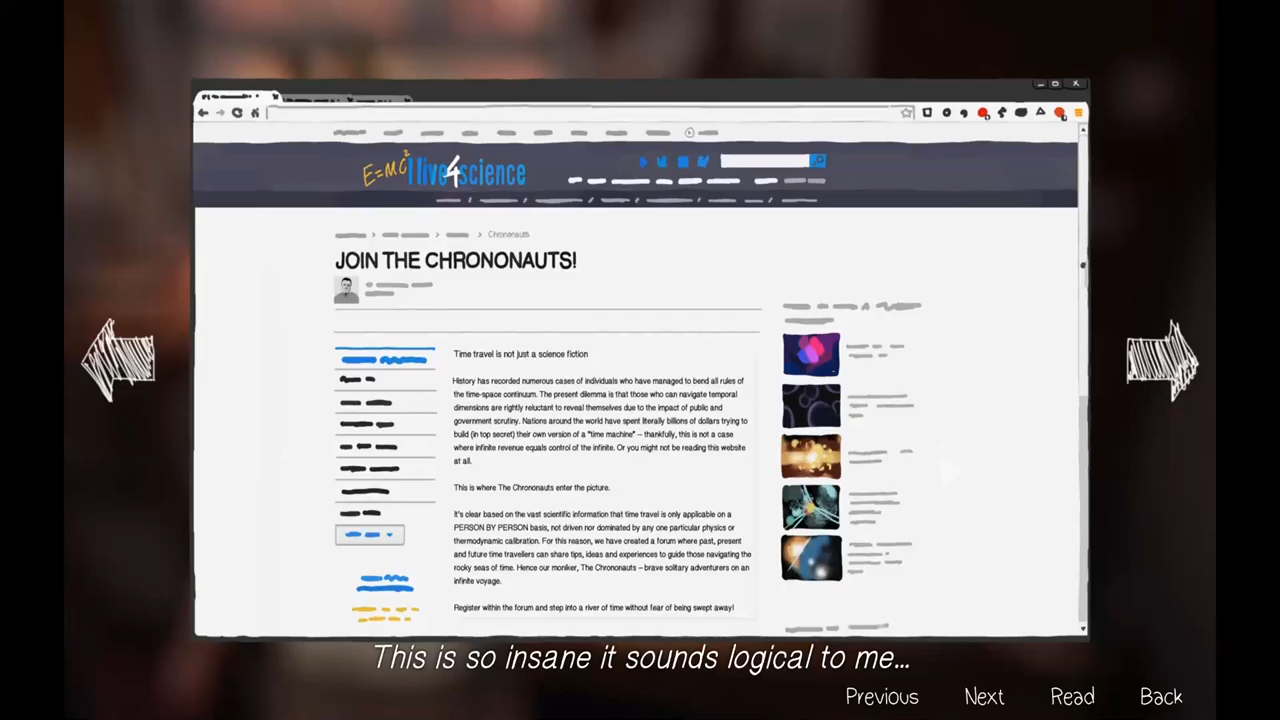 E=MC²I live4science
Chrononauts
JOIN THE CHRONONAUTS!
Time travel is not just a science fiction
History has recorded numerous cases of individuals who have managed to bend all rules of
the time-space continuum. The present dilemma is that those who can navigate temporal
dimensions are rightly reluctant to reveal themselves due to the impact of public and
government scrutiny. Nations around the world have spent literally billions of dollars trying to
build (in top secret) their own version of a "time machine" – thankfully, this is not a case
where infinite revenue equals control of the infinite. Or you might not be reading this website
at all.
This is where The Chrononauts enter the picture.
It's clear based on the vast scientific information that time travel is only applicable on a
PERSON BY PERSON basis, not driven nor dominated by any one particular physics or
thermodynamic calibration. For this reason, we have created a forum where past, present
and future time travellers can share tips, ideas and experiences to guide those navigating the
rocky seas of time. Hence our moniker, The Chrononauts – brave solitary adventurers on an
infinite voyage.
Register within the forum and step into a river of time without fear of being swept away!
This is so insane it sounds logical to me...
Previous Next Read Back